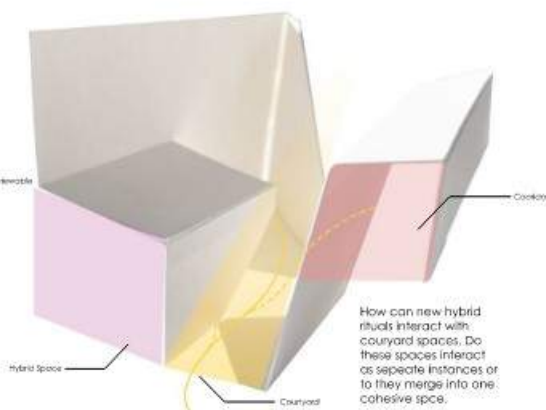 Hybrid Space
Courtyard
How can new hybrid
rituals interact with
couryard spaces. Do
these spaces interact
as sepeate instances or
to they merge into one
cohesive spce.